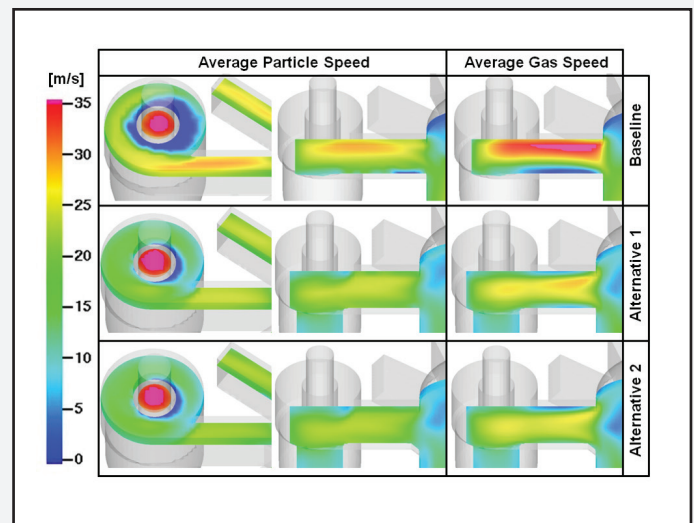 Average Particle Speed
Average Gas Speed
[m/s]
35
30
25
20
15
10
5
0
Baseline
Alternative 1
Alternative 2